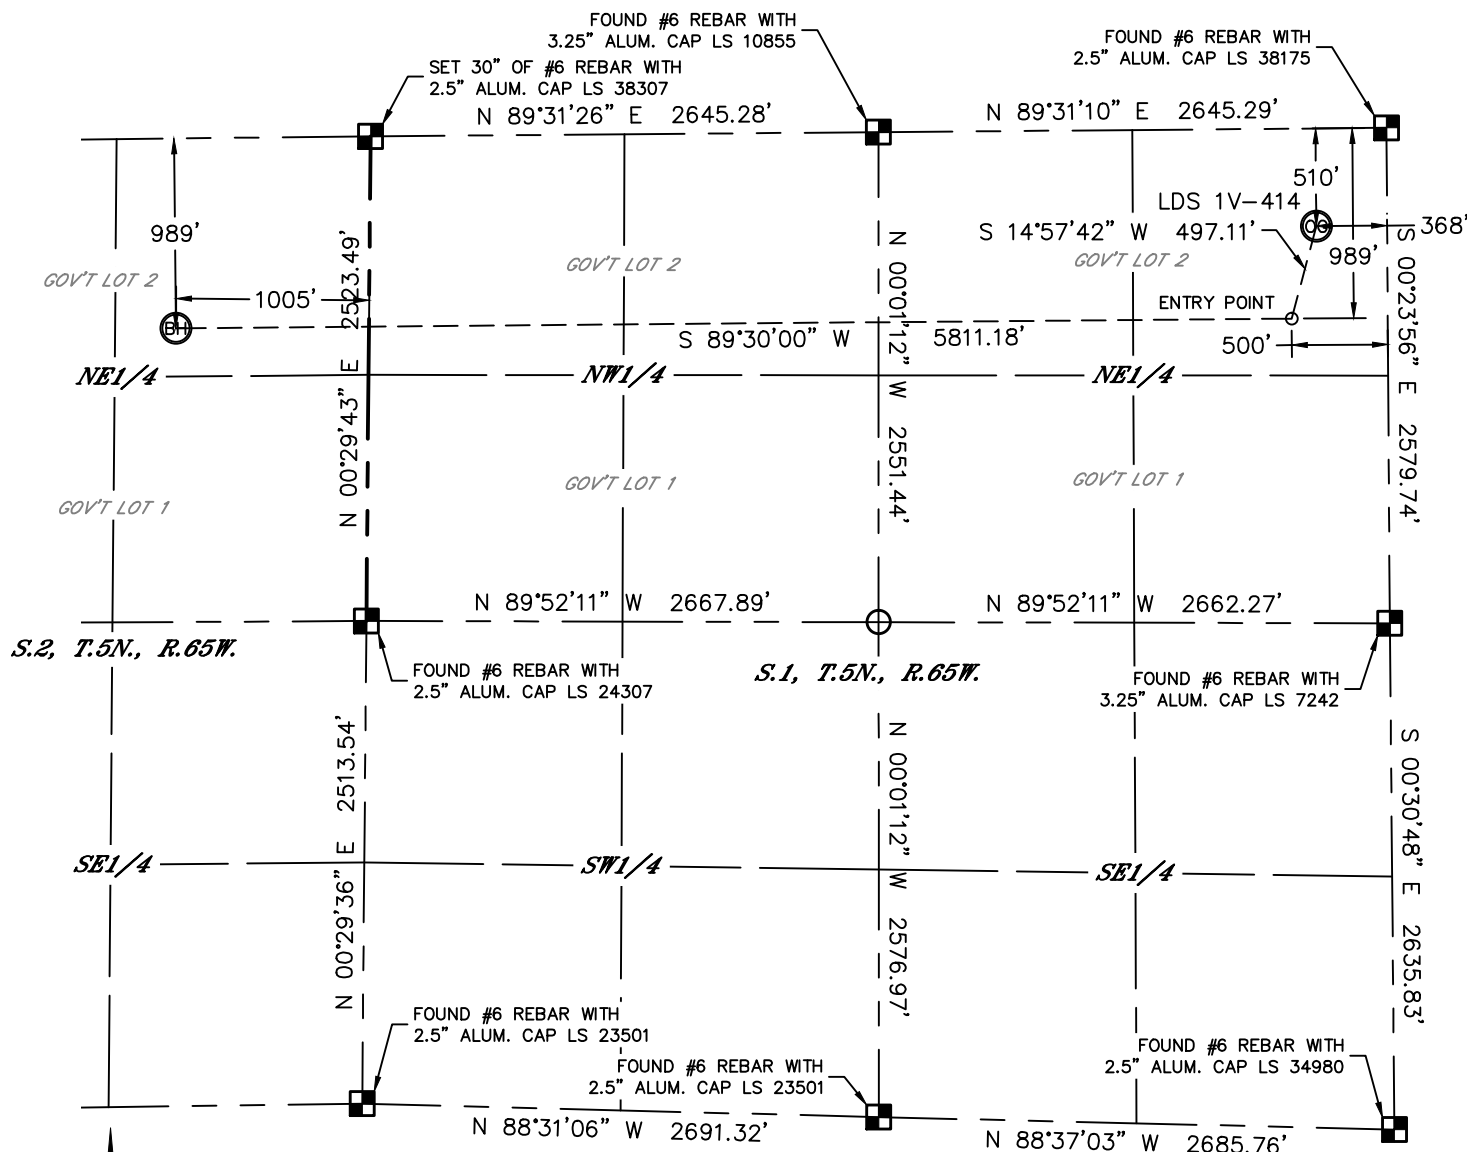 FOUND #6 REBAR WITH
3.25" ALUM. CAP LS 10855
FOUND #6 REBAR WITH
2.5" ALUM. CAP LS 38175
SET 30" OF #6 REBAR WITH
2.5" ALUM. CAP LS 38307
N 89°31'26" E 2645.28'
N 89°31'10" E 2645.29'
989'
510'
LDS 1V-414
S 14°57'42" W 497.11'
368'
989'
GOV'T LOT 2
GOV'T LOT 2
GOV'T LOT 2
1005'
ENTRY POINT
BH
S 89°30'00" W 5811.18'
500'
N 00°29'43" E 2523.49'
N 00°01'12" W 2551.44'
S 00°23'56" E 2579.74'
NE1/4
NW1/4
NE1/4
GOV'T LOT 1
GOV'T LOT 1
GOV'T LOT 1
N 89°52'11" W 2667.89'
N 89°52'11" W 2662.27'
S.2, T.5N., R.65W.
S.1, T.5N., R.65W.
FOUND #6 REBAR WITH
2.5" ALUM. CAP LS 24307
FOUND #6 REBAR WITH
3.25" ALUM. CAP LS 7242
N 00°29'36" E 2513.54'
N 00°01'12" W 2576.97'
S 00°30'48" E 2635.83'
SE1/4
SW1/4
SE1/4
FOUND #6 REBAR WITH
2.5" ALUM. CAP LS 23501
FOUND #6 REBAR WITH
2.5" ALUM. CAP LS 23501
FOUND #6 REBAR WITH
2.5" ALUM. CAP LS 34980
N 88°31'06" W 2691.32'
N 88°37'03" W 2685.76'